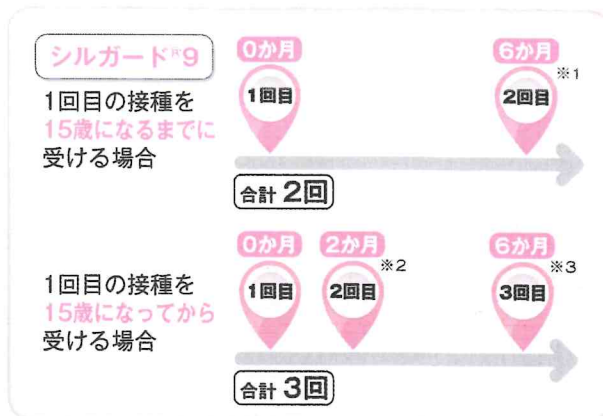 シルガード®9
1回目の接種を
15歳になるまでに
受ける場合
0か月
1回目
6か月
※1
2回目
合計 2回
1回目の接種を
15歳になってから
受ける場合
0か月
1回目
2か月
※2
2回目
6か月
※3
3回目
合計 3回